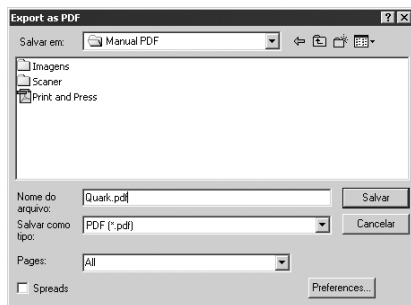 Export as PDF
Salvar em: Manual PDF
Imagens
Scaner
Print and Press
Nome do arquivo: Quark.pdf Salvar
Salvar como tipo: PDF (*.pdf) Cancelar
Pages: All
Spreads Preferences...